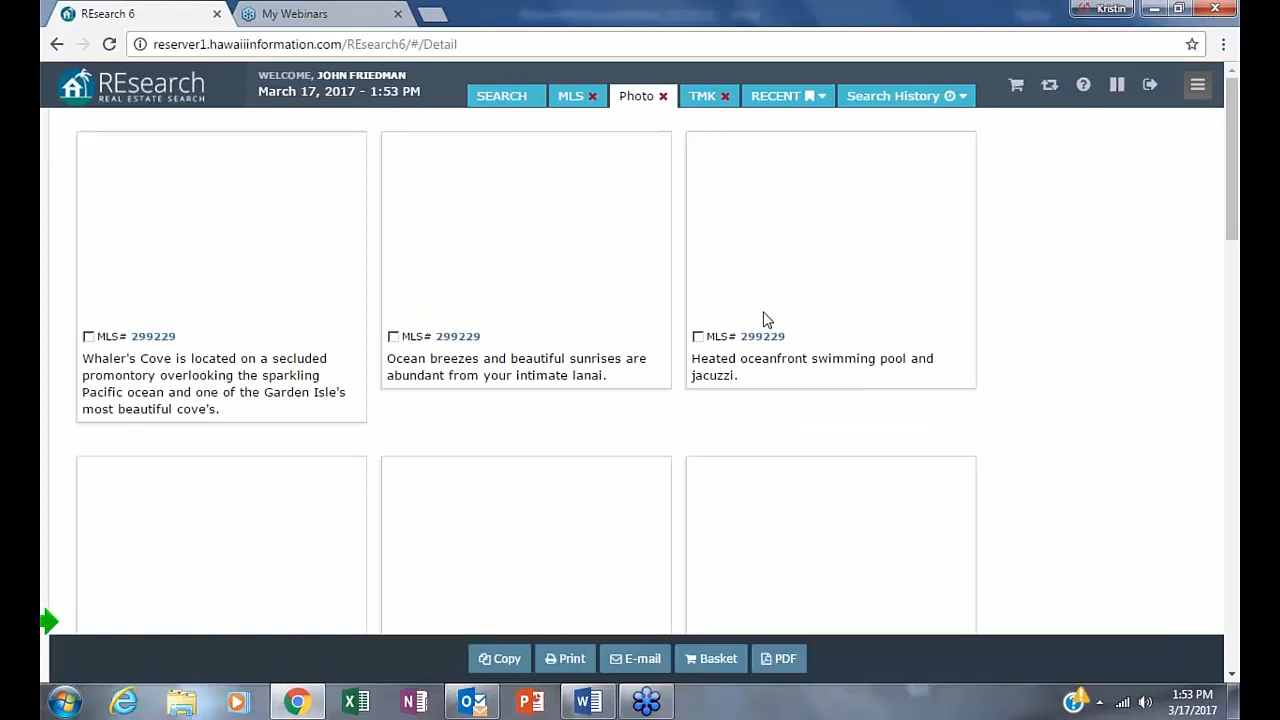 REsearch 6
My Webinars
Kristin
reserver1.hawaiiinformation.com/REsearch6/#/Detail
REsearch
REAL ESTATE SEARCH
WELCOME, JOHN FRIEDMAN
March 17, 2017 - 1:53 PM
SEARCH
MLS
Photo
TMK
RECENT
Search History
MLS# 299229
Whaler's Cove is located on a secluded
promontory overlooking the sparkling
Pacific ocean and one of the Garden Isle's
most beautiful cove's.
MLS# 299229
Ocean breezes and beautiful sunrises are
abundant from your intimate lanai.
MLS# 299229
Heated oceanfront swimming pool and
jacuzzi.
Copy
Print
E-mail
Basket
PDF
1:53 PM
3/17/2017